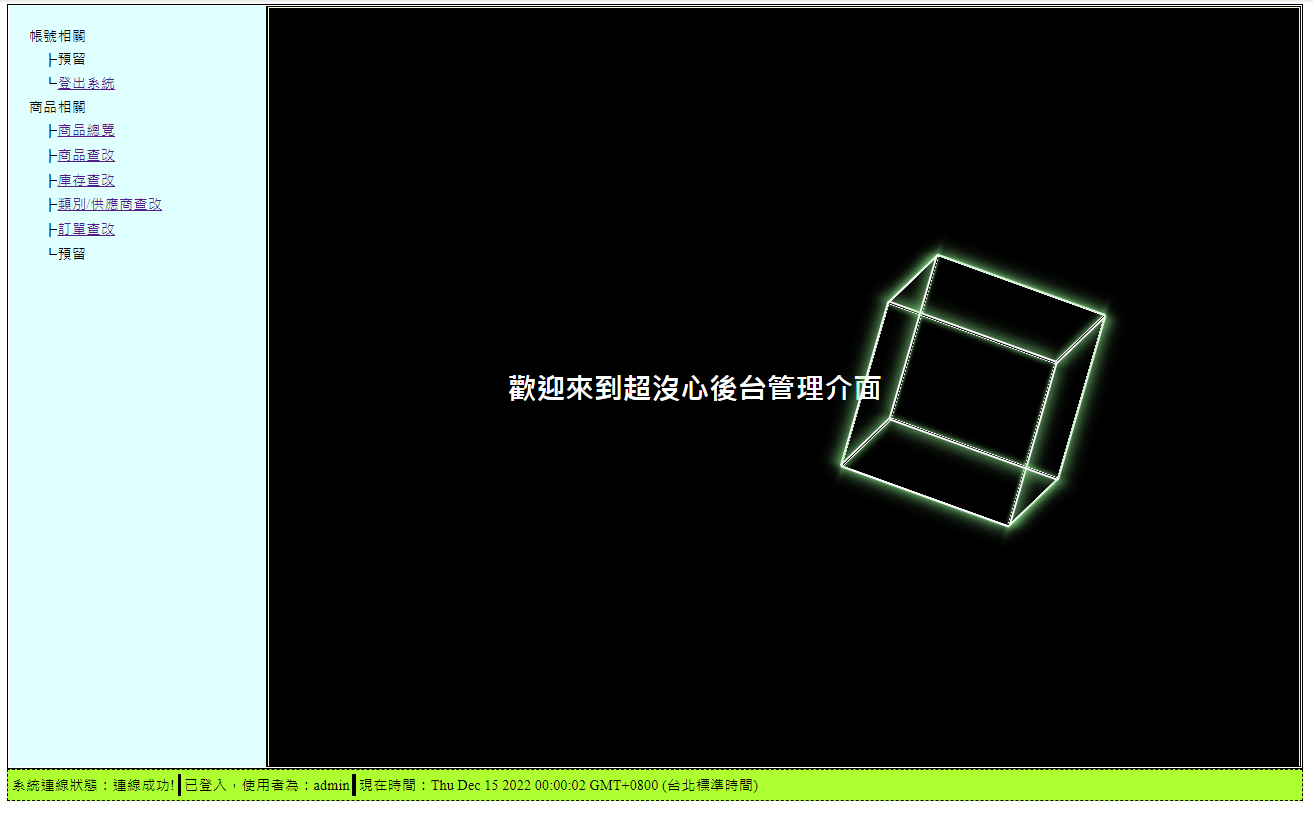 帳號相關
├預留
└登出系統
商品相關
├商品總覽
├商品查改
├庫存查改
├類別/供應商查改
├訂單查改
└預留
歡迎來到超沒心後台管理介面
系統連線狀態：連線成功!┃已登入，使用者為：admin┃現在時間：Thu Dec 15 2022 00:00:02 GMT+0800 (台北標準時間)